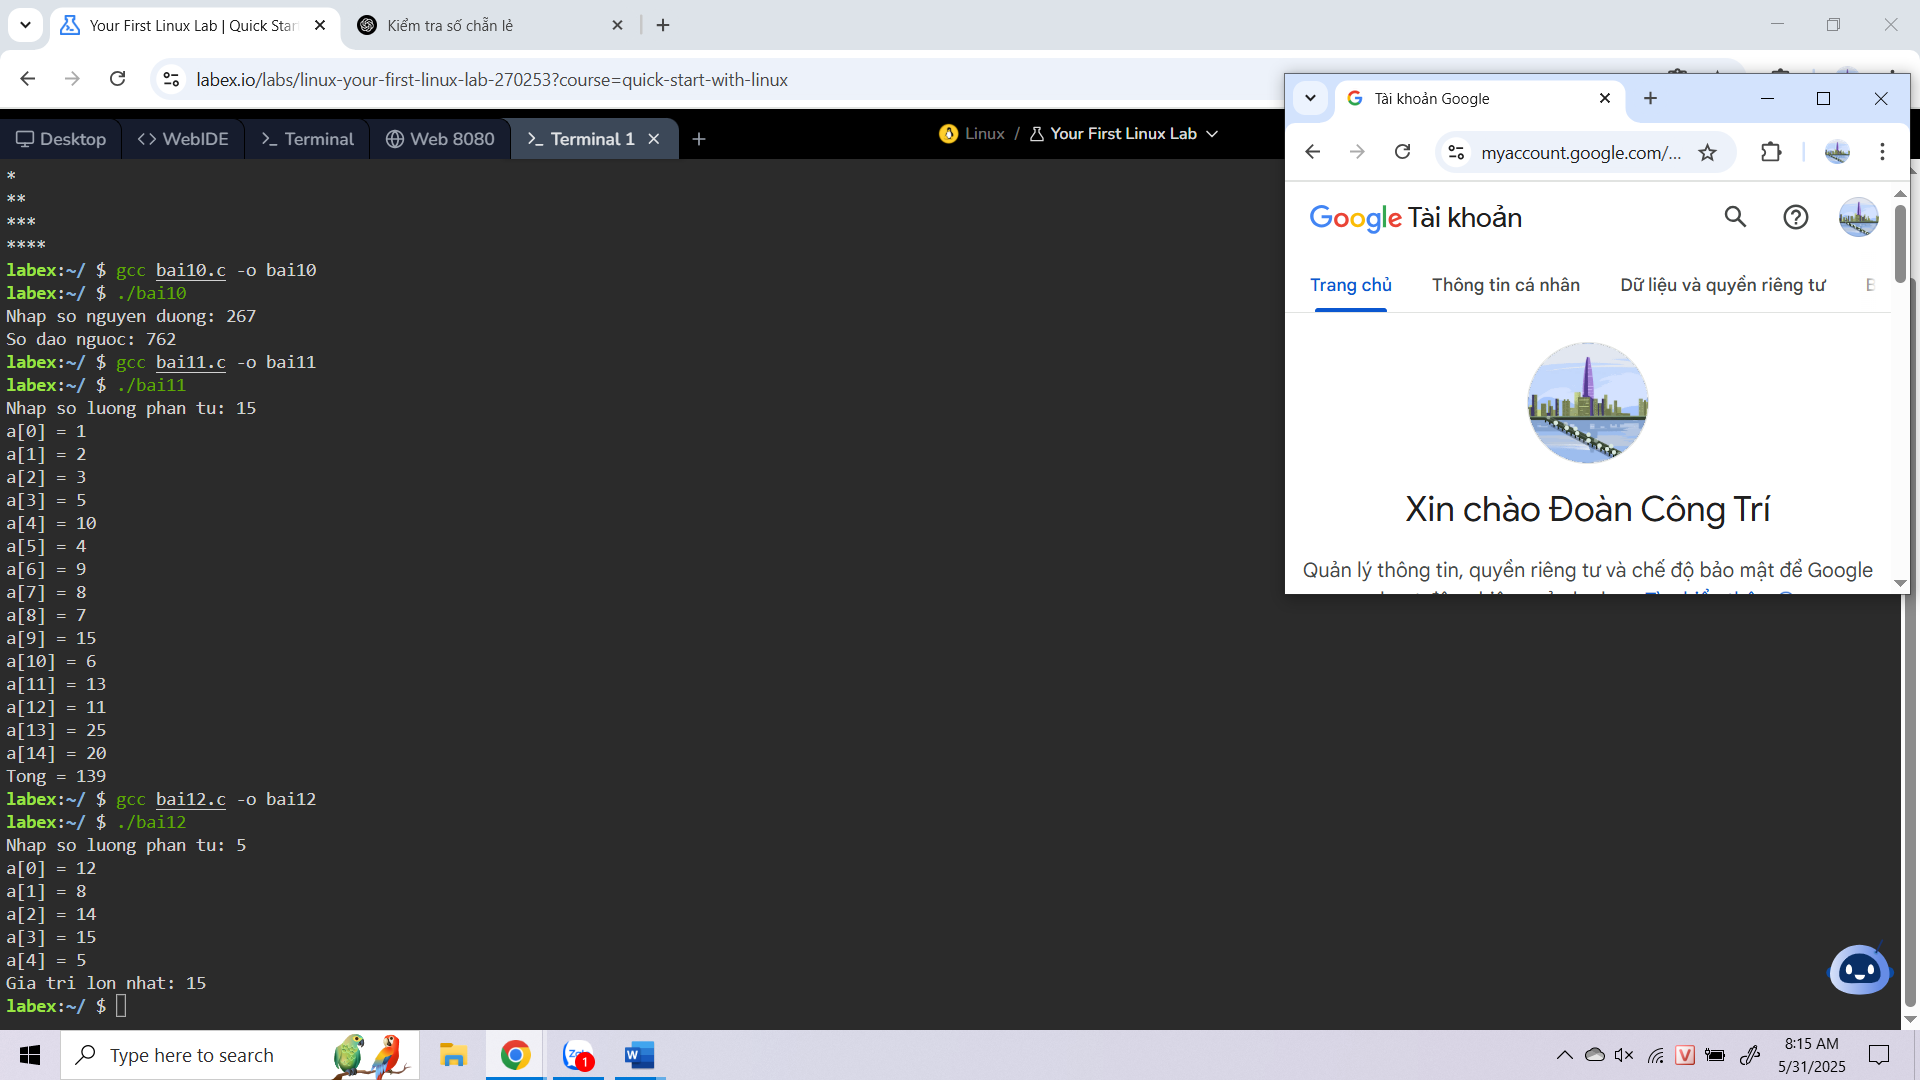 Your First Linux Lab | Quick Star
Kiểm tra số chẵn lẻ
labex.io/labs/linux-your-first-linux-lab-270253?course=quick-start-with-linux
Desktop
WebIDE
Terminal
Web 8080
Terminal 1
Linux / Your First Linux Lab
*
**
***
****
labex:~/ $ gcc bai10.c -o bai10
labex:~/ $ ./bai10
Nhap so nguyen duong: 267
So dao nguoc: 762
labex:~/ $ gcc bai11.c -o bai11
labex:~/ $ ./bai11
Nhap so luong phan tu: 15
a[0] = 1
a[1] = 2
a[2] = 3
a[3] = 5
a[4] = 10
a[5] = 4
a[6] = 9
a[7] = 8
a[8] = 7
a[9] = 15
a[10] = 6
a[11] = 13
a[12] = 11
a[13] = 25
a[14] = 20
Tong = 139
labex:~/ $ gcc bai12.c -o bai12
labex:~/ $ ./bai12
Nhap so luong phan tu: 5
a[0] = 12
a[1] = 8
a[2] = 14
a[3] = 15
a[4] = 5
Gia tri lon nhat: 15
labex:~/ $
Tài khoản Google
myaccount.google.com/...
Google Tài khoản
Trang chủ
Thông tin cá nhân
Dữ liệu và quyền riêng tư
Xin chào Đoàn Công Trí
Quản lý thông tin, quyền riêng tư và chế độ bảo mật để Google
Type here to search
Za
1
W
V
8:15 AM
5/31/2025